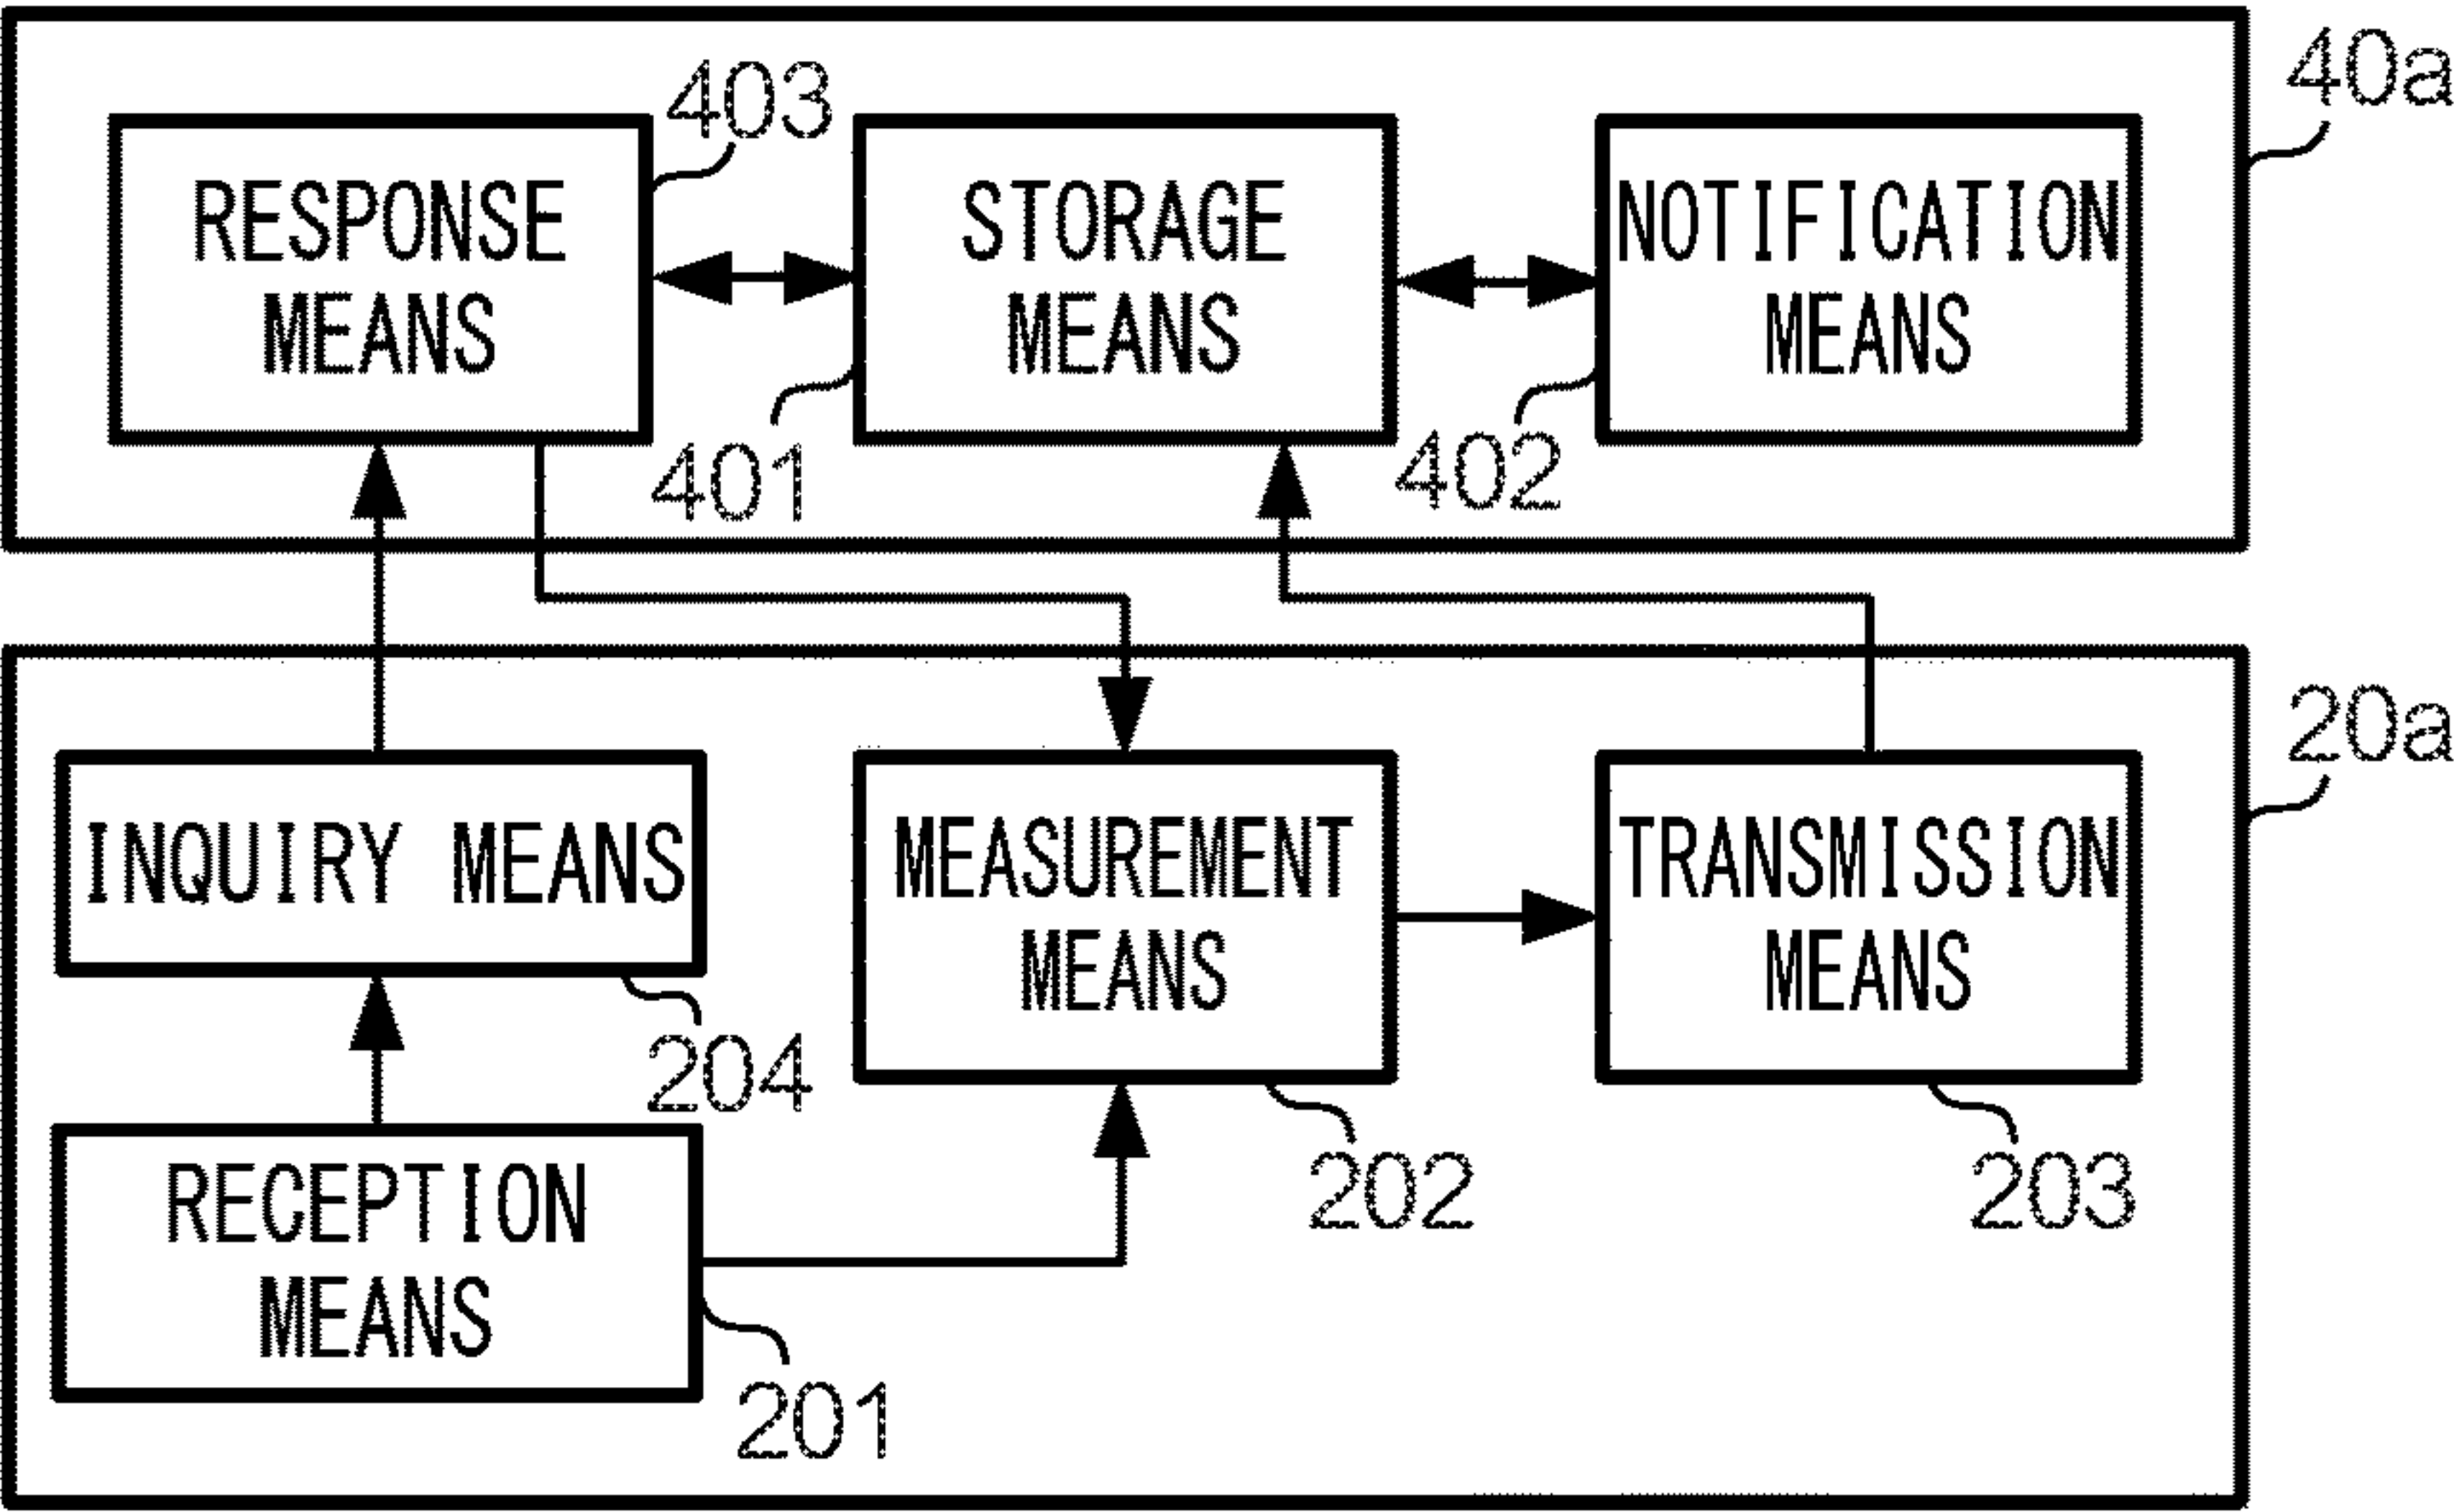 40a
403
RESPONSE
MEANS
STORAGE
MEANS
NOTIFICATION
MEANS
401
402
20a
INQUIRY MEANS
MEASUREMENT
MEANS
TRANSMISSION
MEANS
204
RECEPTION
MEANS
202
203
201